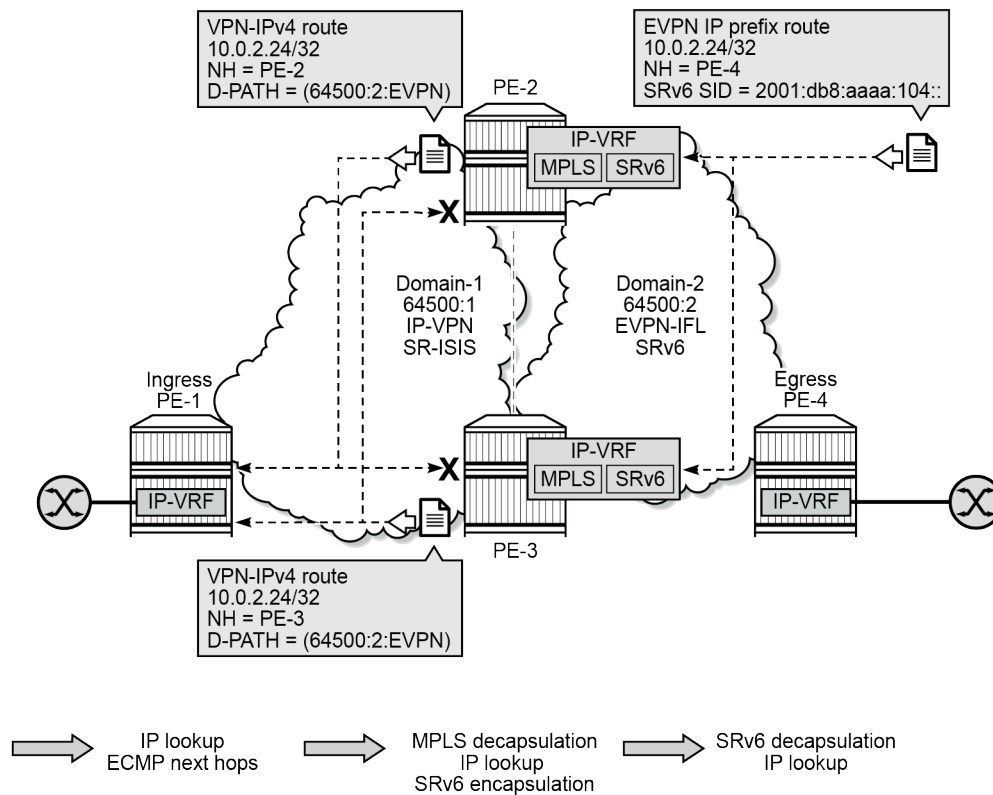 VPN-IPv4 route
10.0.2.24/32
NH = PE-2
D-PATH = (64500:2:EVPN)
EVPN IP prefix route
10.0.2.24/32
NH = PE-4
SRv6 SID = 2001:db8:aaaa:104::
PE-2
IP-VRF
MPLS
SRv6
X
Domain-1
64500:1
IP-VPN
SR-ISIS
Domain-2
64500:2
EVPN-IFL
SRv6
Ingress
PE-1
IP-VRF
X
IP-VRF
MPLS
SRv6
PE-3
Egress
PE-4
IP-VRF
VPN-IPv4 route
10.0.2.24/32
NH = PE-3
D-PATH = (64500:2:EVPN)
IP lookup
ECMP next hops
MPLS decapsulation
IP lookup
SRv6 encapsulation
SRv6 decapsulation
IP lookup